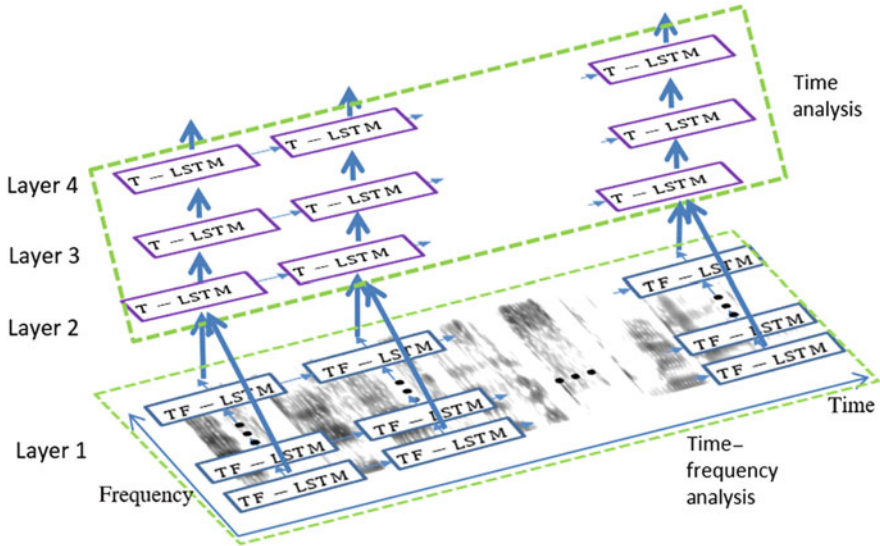 T – LSTM
Time
analysis
T – LSTM
T – LSTM
T – LSTM
Layer 4
T – LSTM
T – LSTM
T – LSTM
Layer 3
T – LSTM
T – LSTM
TF – LSTM
Layer 2
TF – LSTM
TF – LSTM
TF – LSTM
TF – LSTM
Time
TF – LSTM
Layer 1
TF – LSTM
TF – LSTM
Time–
frequency
analysis
Frequency
TF – LSTM